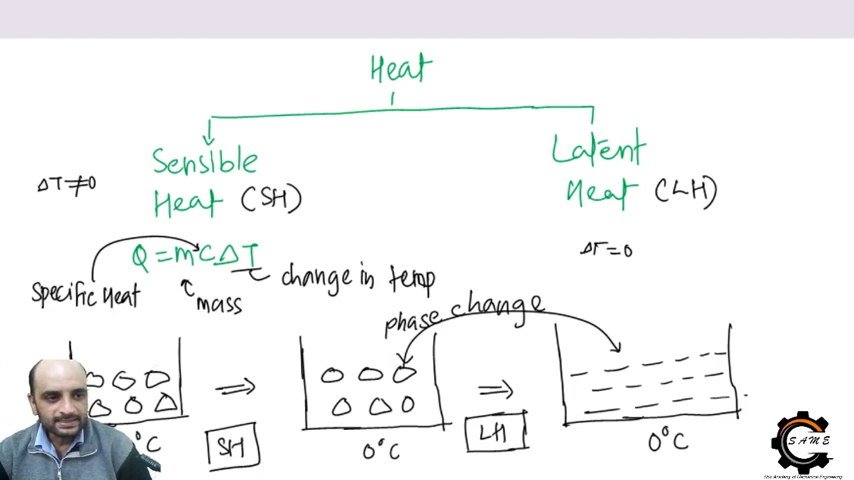 Heat
Sensible
Heat (SH)
Latent
Heat (LH)
ΔT≠0
ΔT=0
Q=mCΔT
Specific Heat
mass
change in temp
phase change
°C
SH
0°C
LH
0°C
SAME